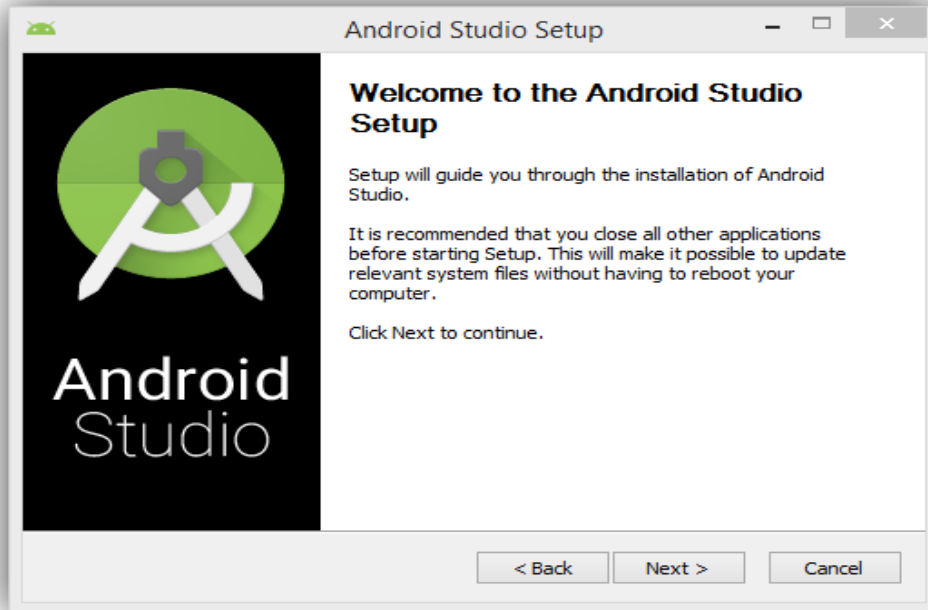 Android Studio Setup
Welcome to the Android Studio
Setup
Setup will guide you through the installation of Android
Studio.
It is recommended that you close all other applications
before starting Setup. This will make it possible to update
relevant system files without having to reboot your
computer.
Click Next to continue.
Android
Studio
< Back
Next >
Cancel